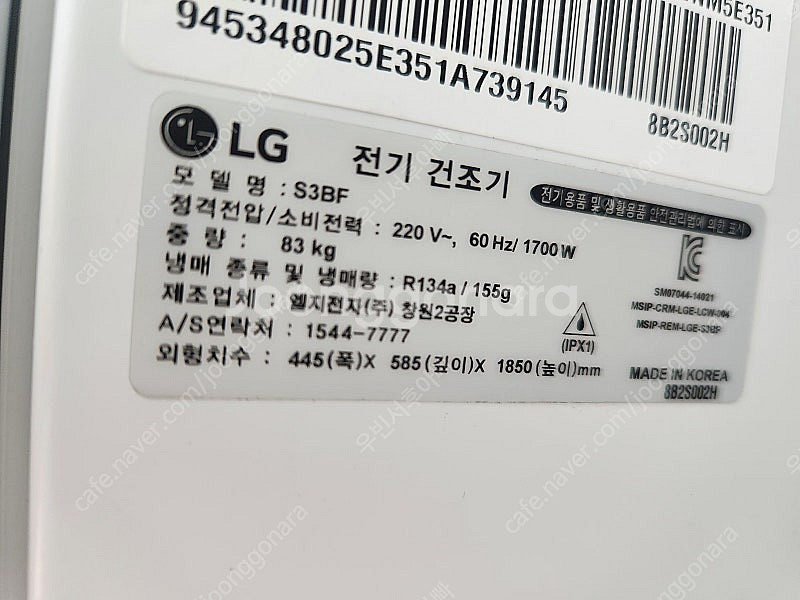 M5E351
945348025E351A739145
8B2S002H
LG 전기 건조기
전기용품 및 생활용품 안전관리법에 의한 표시
모 델 명 : S3BF
정격전압/소비전력 : 220 V~, 60 Hz/ 1700 W
중 량 : 83 kg
냉매 종류 및 냉매량 : R134a / 155g
제조업체 : 엘지전자(주) 창원2공장
A/S연락처 : 1544-7777
외형치수 : 445(폭)X 585(깊이)X 1850(높이)mm
(IPX1)
SM07044-14021
MSIP-CRM-LGE-LCW-004
MSIP-REM-LGE-S3BF
MADE IN KOREA
8B2S002H
joonggonara
cafe.naver.com/joonggonara